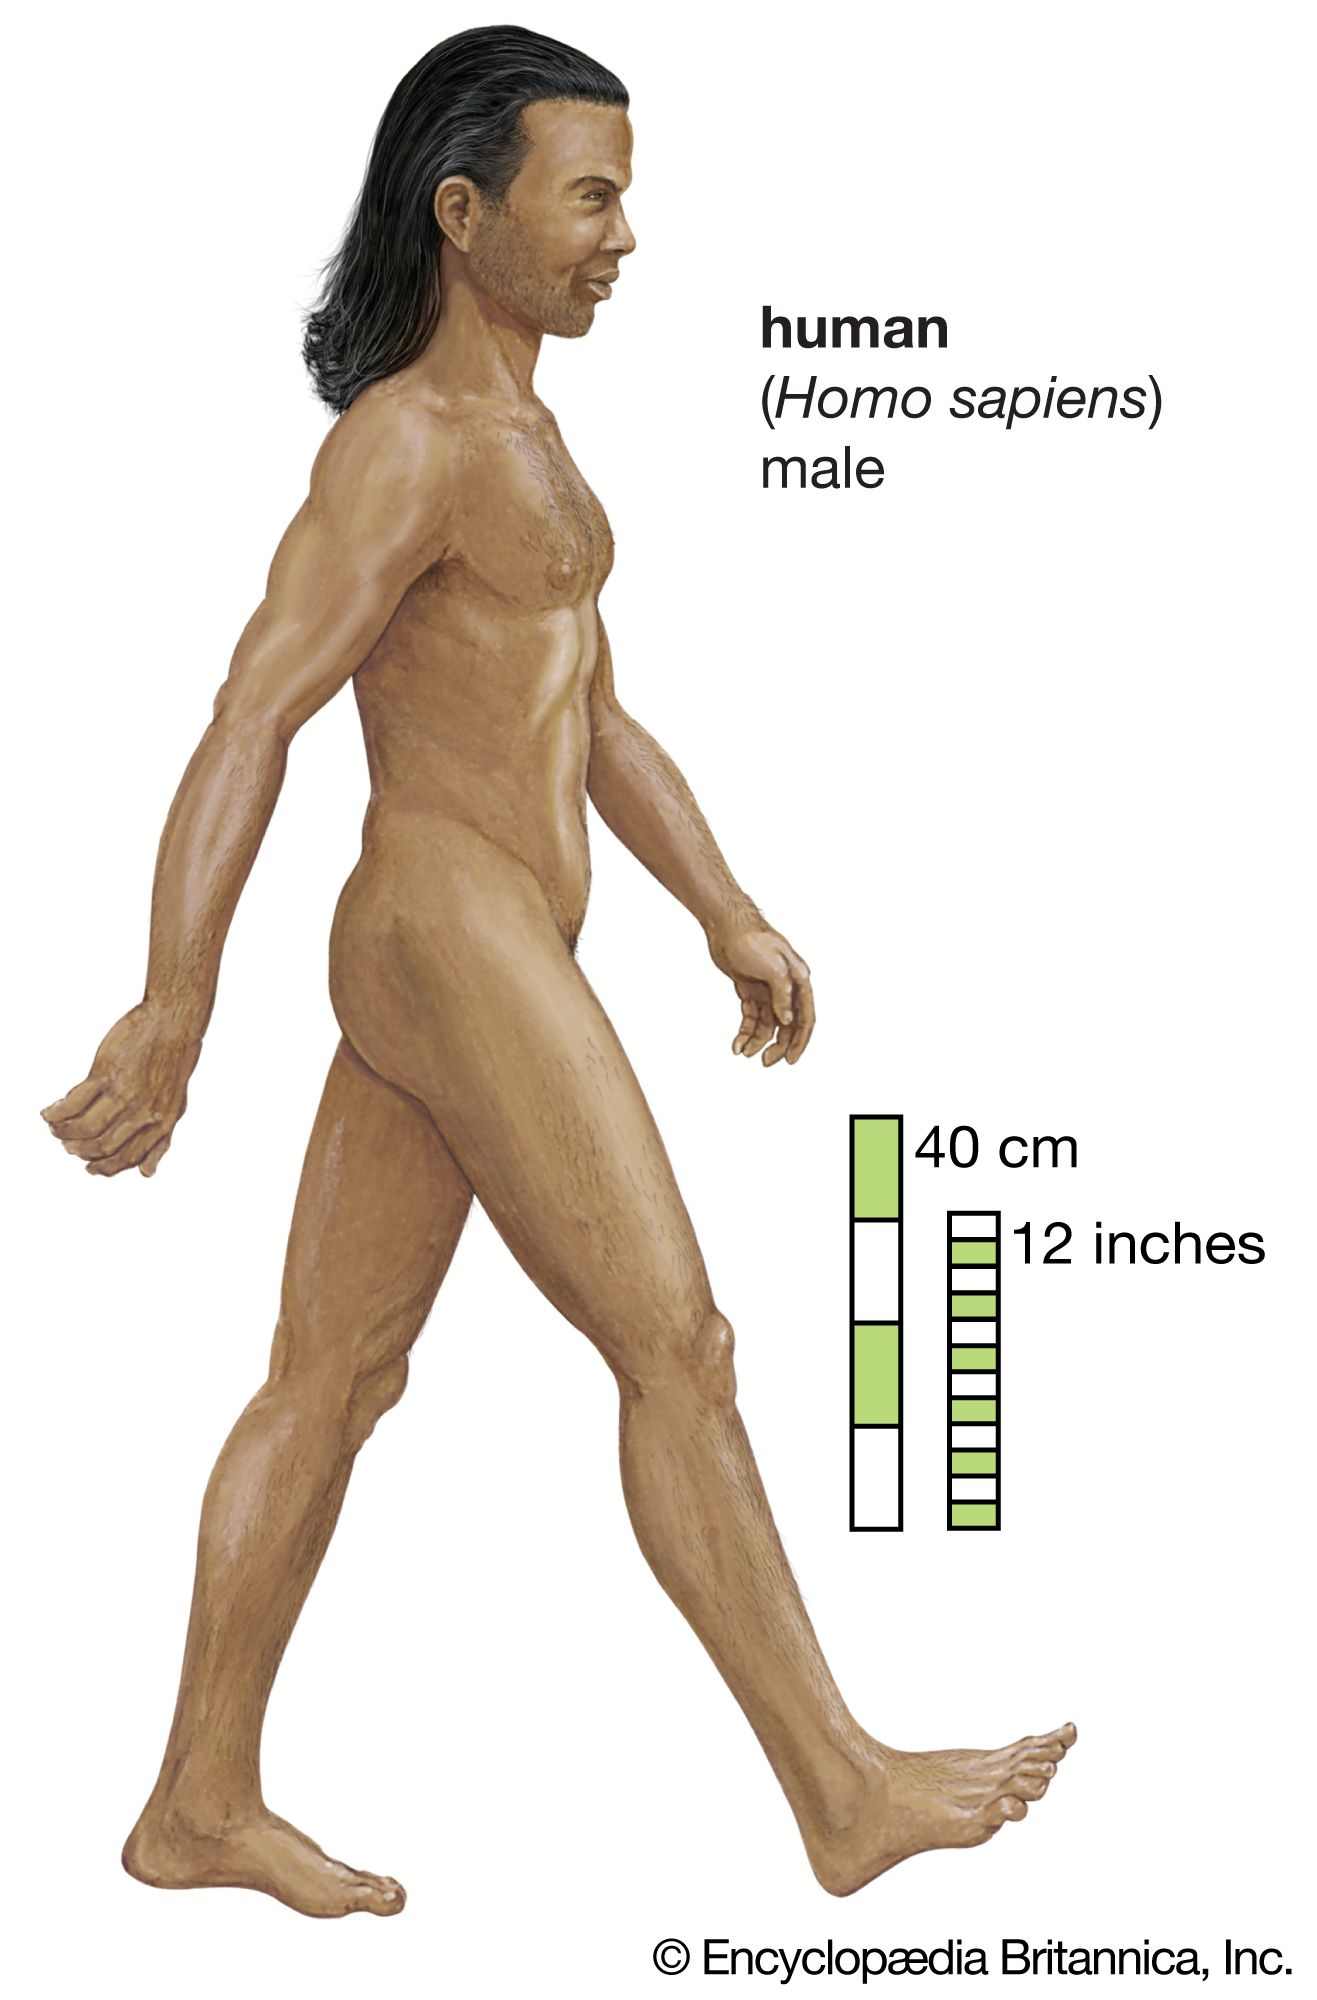 human
(Homo sapiens)
male
40 cm
12 inches
© Encyclopædia Britannica, Inc.